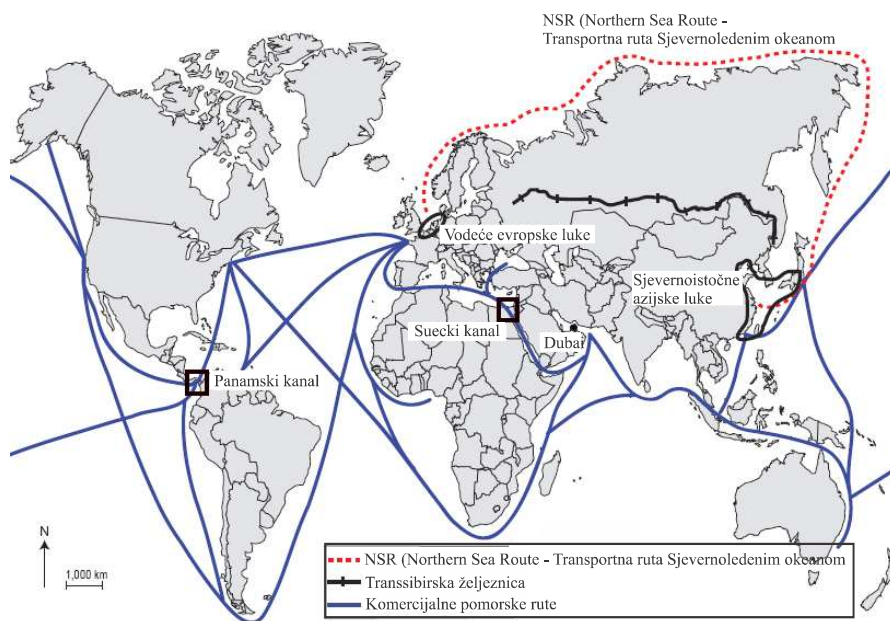 NSR (Northern Sea Route -
Transportna ruta Sjevernoledenim okeanom
Vodeće evropske luke
Sjevernoistočne
azijske luke
Suecki kanal
Dubai
Panamski kanal
N
1,000 km
NSR (Northern Sea Route - Transportna ruta Sjevernoledenim okeanom
Transsibirska željeznica
Komercijalne pomorske rute